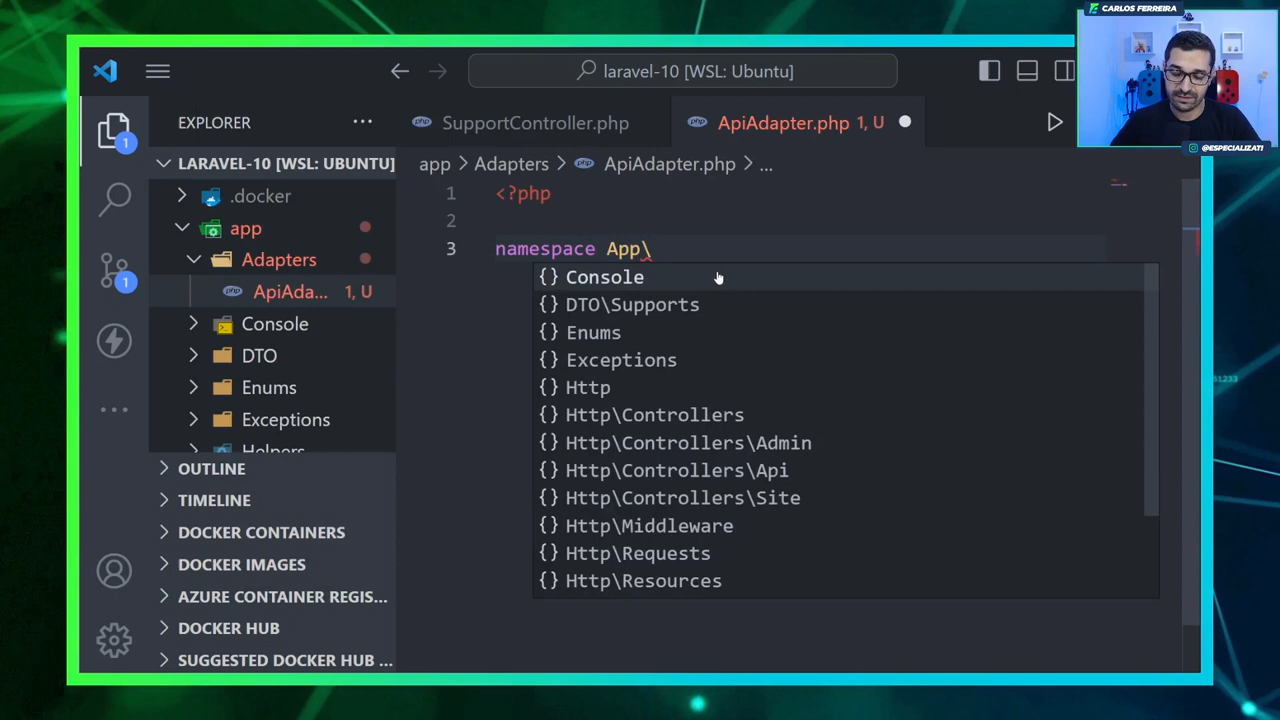 CARLOS FERREIRA
@ESPECIALIZATI
laravel-10 [WSL: Ubuntu]
EXPLORER
SupportController.php
ApiAdapter.php 1, U
LARAVEL-10 [WSL: UBUNTU]
app > Adapters > ApiAdapter.php > ...
.docker
app
Adapters
ApiAda... 1, U
Console
DTO
Enums
Exceptions
Helpers
OUTLINE
TIMELINE
DOCKER CONTAINERS
DOCKER IMAGES
AZURE CONTAINER REGIS...
DOCKER HUB
SUGGESTED DOCKER HUB ...
1
1
1 <?php
2
3 namespace App\
{} Console
{} DTO\Supports
{} Enums
{} Exceptions
{} Http
{} Http\Controllers
{} Http\Controllers\Admin
{} Http\Controllers\Api
{} Http\Controllers\Site
{} Http\Middleware
{} Http\Requests
{} Http\Resources